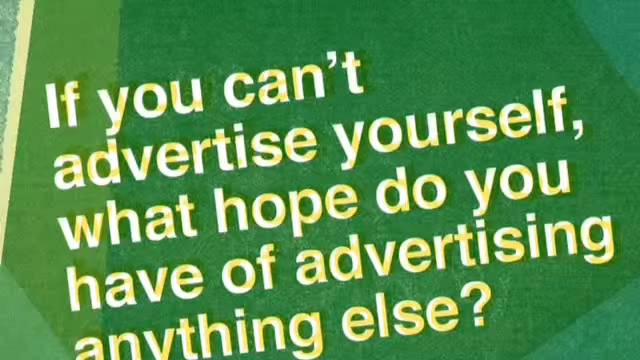 If you can't
advertise yourself,
what hope do you
have of advertising
anything else?